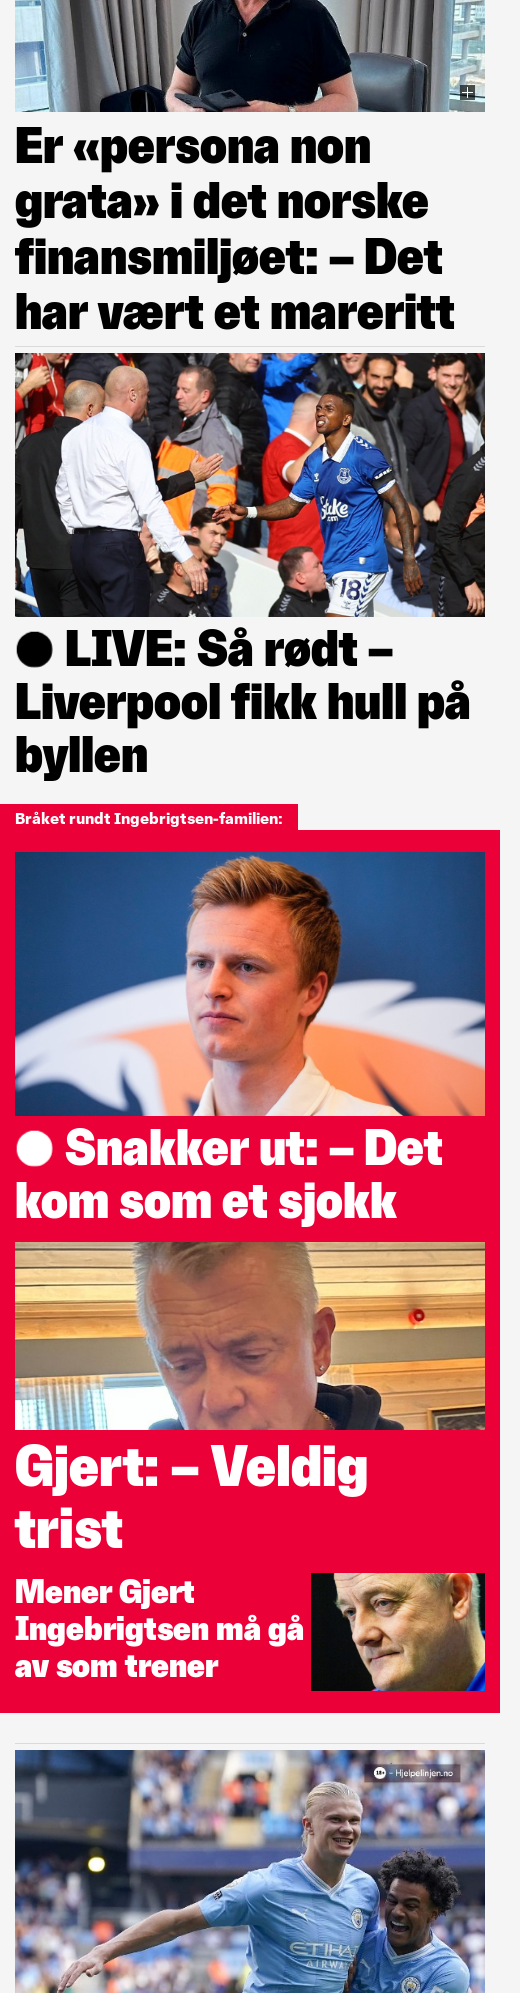 Er «persona non
grata» i det norske
finansmiljøet: – Det
har vært et mareritt
Stake
.com
18
● LIVE: Så rødt –
Liverpool fikk hull på
byllen
Bråket rundt Ingebrigtsen-familien:
● Snakker ut: – Det
kom som et sjokk
Gjert: – Veldig
trist
Mener Gjert
Ingebrigtsen må gå
av som trener
18+ – Hjelpelinjen.no
ETIHAD
AIRWAYS